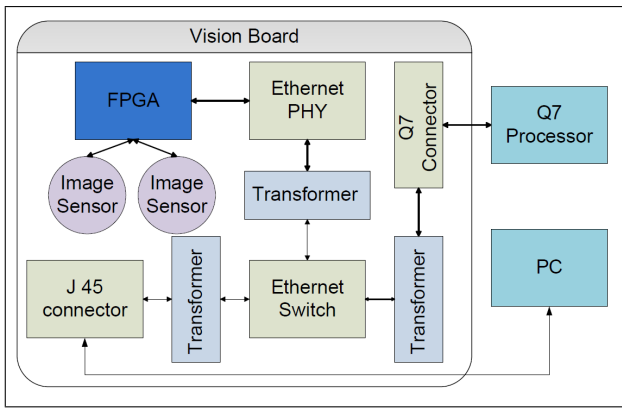 Vision Board
FPGA
Ethernet
PHY
Q7
Connector
Q7
Processor
Image
Sensor
Image
Sensor
Transformer
J 45
connector
Transformer
Ethernet
Switch
Transformer
PC